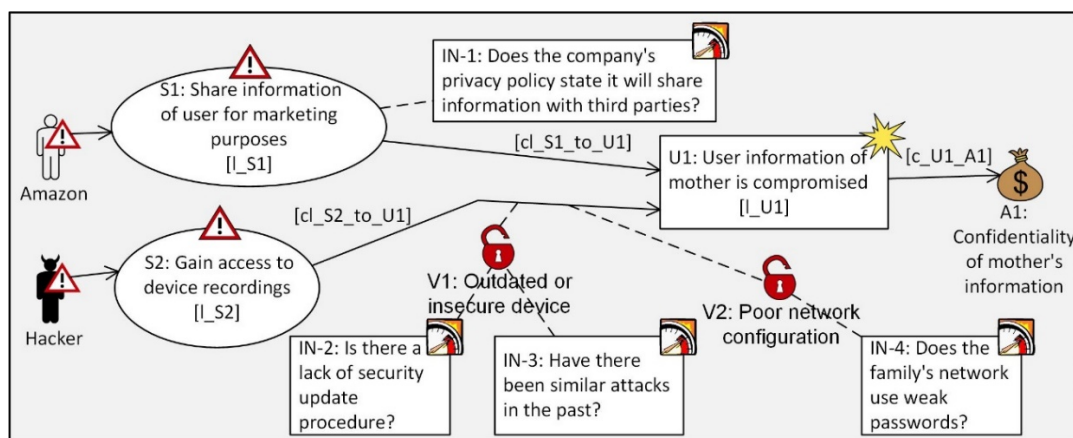 IN-1: Does the company's
privacy policy state it will share
information with third parties?
S1: Share information
of user for marketing
purposes
[l_S1]
Amazon
[cl_S1_to_U1]
U1: User information of
mother is compromised
[l_U1]
[c_U1_A1]
$
A1:
Confidentiality
of mother's
information
[cl_S2_to_U1]
S2: Gain access to
device recordings
[l_S2]
Hacker
V1: Outdated or
insecure device
V2: Poor network
configuration
IN-2: Is there a
lack of security
update
procedure?
IN-3: Have there
been similar attacks
in the past?
IN-4: Does the
family's network
use weak
passwords?